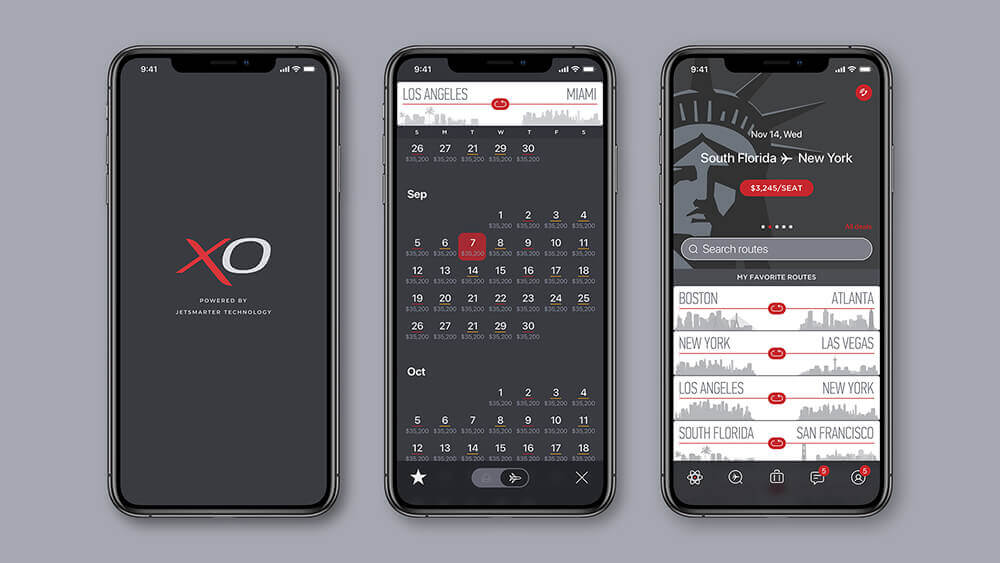 9:41
XO
POWERED BY
JETSMARTER TECHNOLOGY
9:41
LOS ANGELES MIAMI
S M T W T F S
26 27 21 29 30
$35,200 $35,200 $35,200 $35,200 $35,200
Sep
1 2 3 4
$35,200 $35,200 $35,200 $35,200
5 6 7 8 9 10 11
$35,200 $35,200 $35,200 $35,200 $35,200 $35,200 $35,200
12 13 14 15 16 17 18
$35,200 $35,200 $35,200 $35,200 $35,200 $35,200 $35,200
19 20 21 22 23 24 25
$35,200 $35,200 $35,200 $35,200 $35,200 $35,200 $35,200
26 27 21 29 30
$35,200 $35,200 $35,200 $35,200 $35,200
Oct
1 2 3 4
$35,200 $35,200 $35,200 $35,200
5 6 7 8 9 10 11
$35,200 $35,200 $35,200 $35,200 $35,200 $35,200 $35,200
12 13 14 15 16 17 18
$35,200 $35,200 $35,200 $35,200 $35,200 $35,200 $35,200
9:41
Nov 14, Wed
South Florida New York
$3,245/SEAT
Search routes
MY FAVORITE ROUTES
BOSTON ATLANTA
NEW YORK LAS VEGAS
LOS ANGELES NEW YORK
SOUTH FLORIDA SAN FRANCISCO
5 5